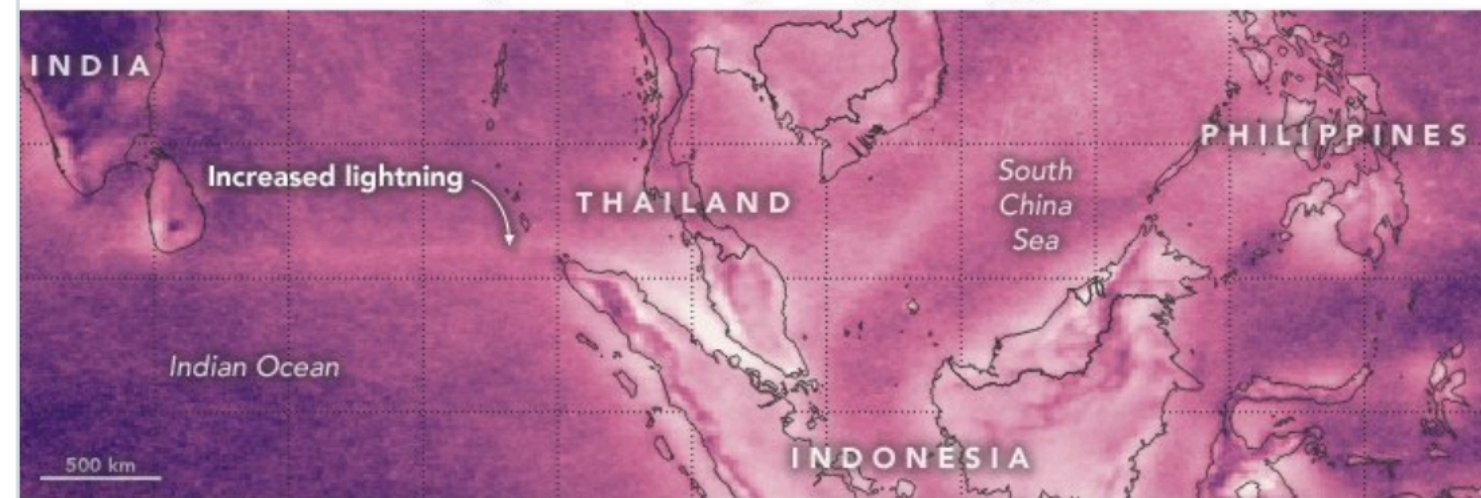 INDIA
PHILIPPINES
Increased lightning
South
China
Sea
THAILAND
Indian Ocean
INDONESIA
500 km